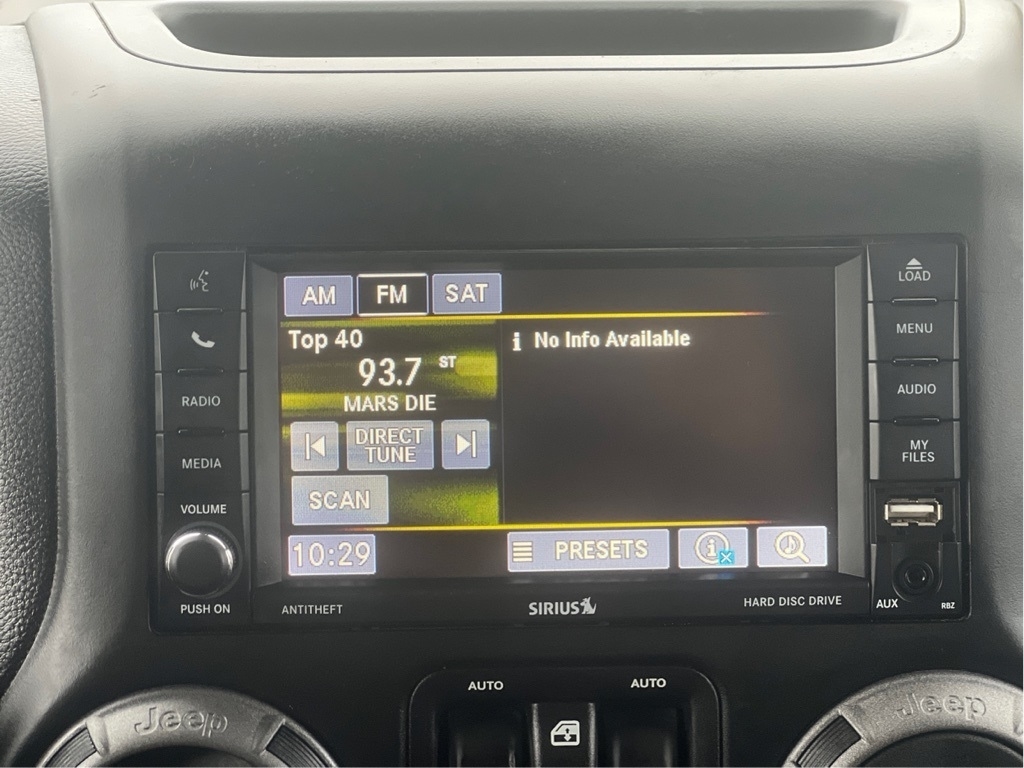 LOAD
MENU
AUDIO
MY
FILES
RADIO
MEDIA
VOLUME
PUSH ON
AM FM SAT
Top 40
93.7 ST
MARS DIE
DIRECT
TUNE
SCAN
i No Info Available
10:29
PRESETS
i
ANTITHEFT
SIRIUS
HARD DISC DRIVE
AUX
RBZ
AUTO
AUTO
Jeep
Jeep